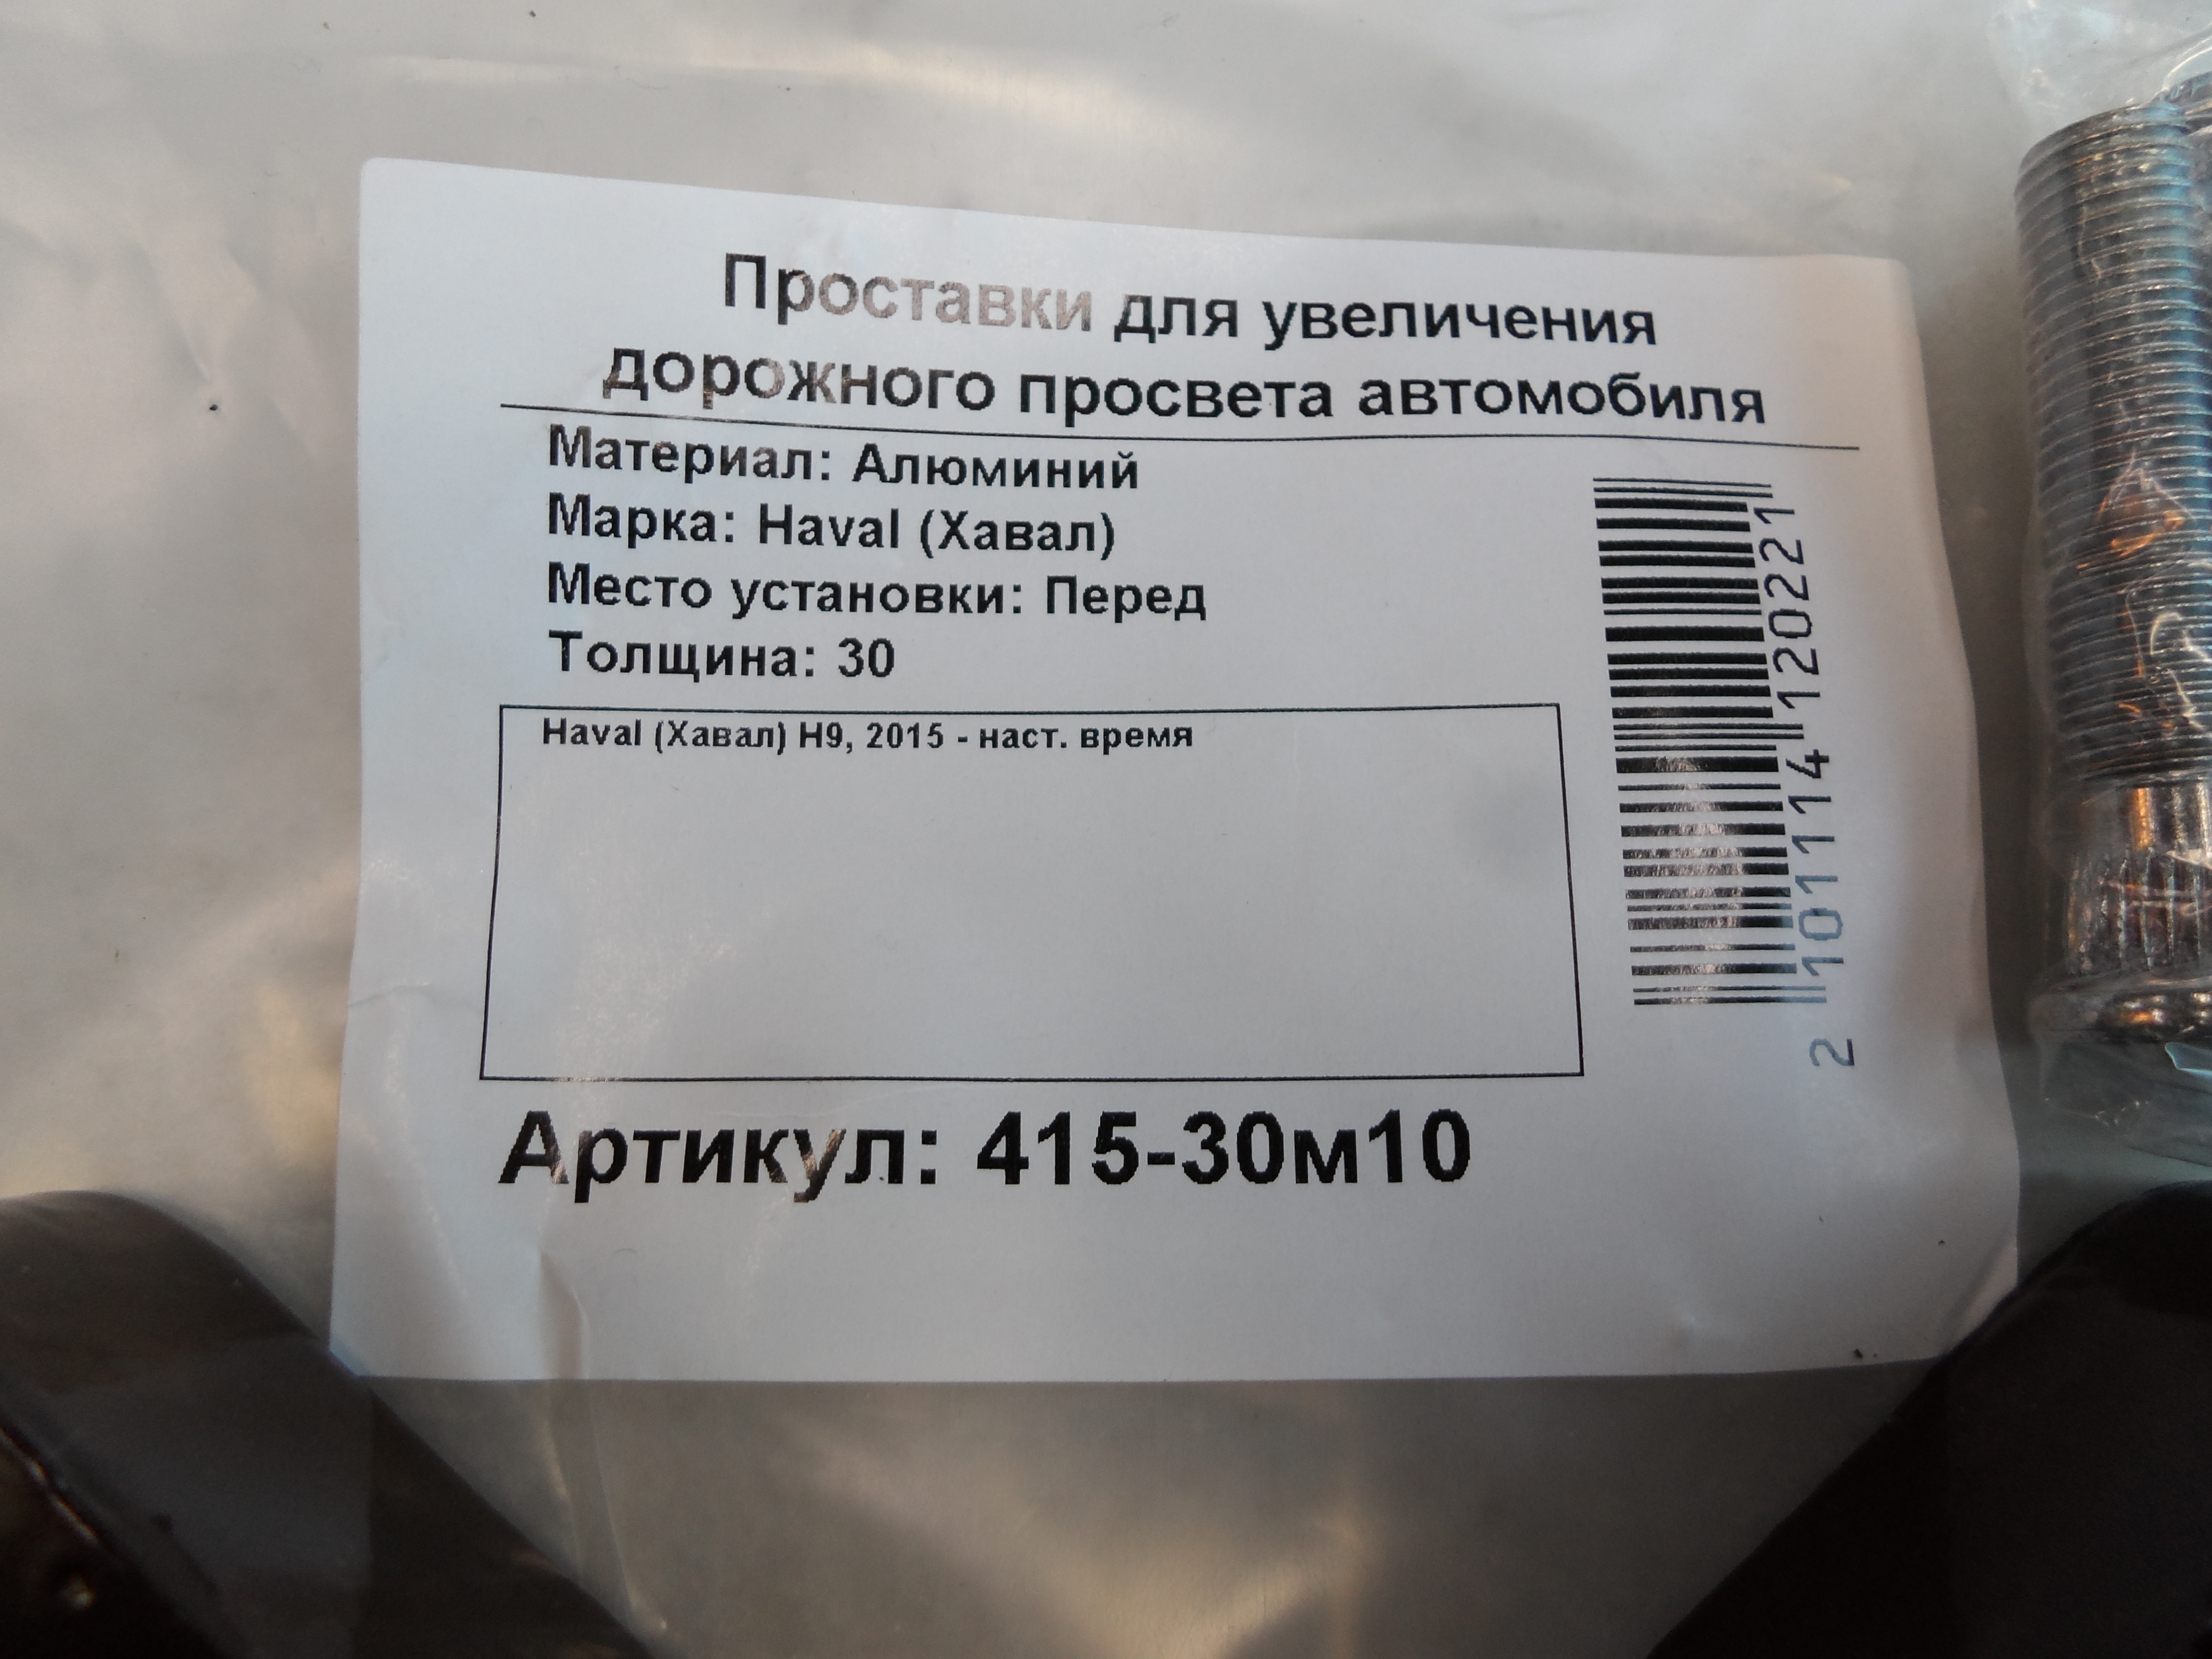 Проставки для увеличения
дорожного просвета автомобиля
Материал: Алюминий
Марка: Haval (Хавал)
Место установки: Перед
Толщина: 30
Haval (Хавал) H9, 2015 - наст. время
2 101114 120221
Артикул: 415-30м10